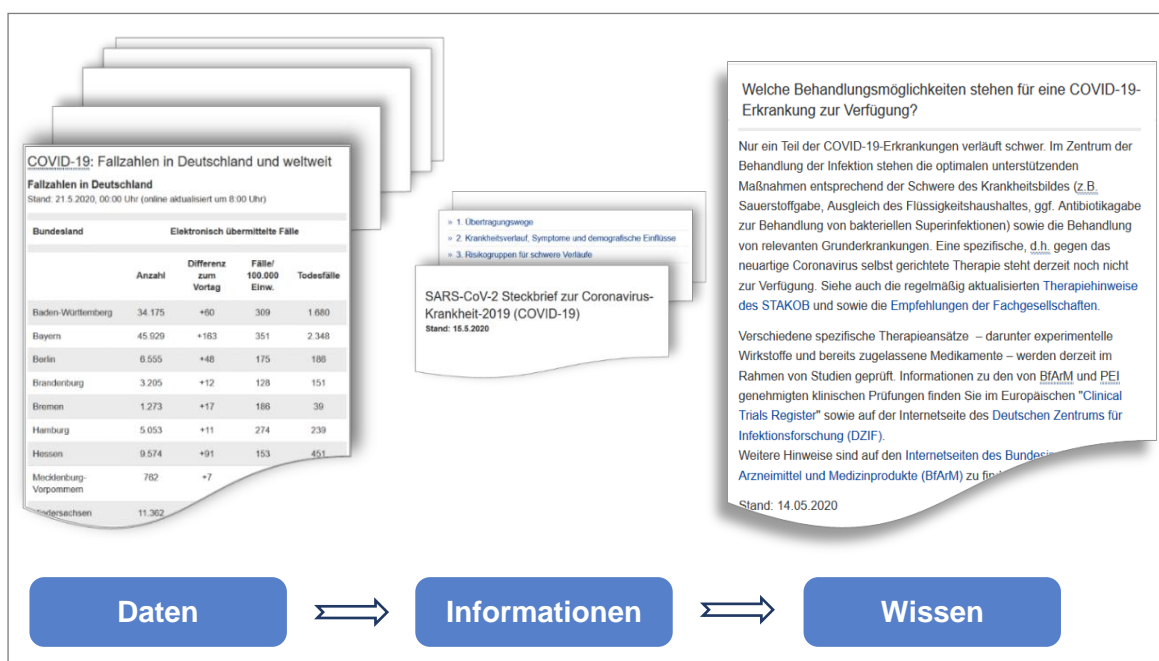 COVID-19: Fallzahlen in Deutschland und weltweit
Fallzahlen in Deutschland
Stand: 21.5.2020, 00:00 Uhr (online aktualisiert um 8:00 Uhr)
Bundesland Elektronisch übermittelte Fälle
Anzahl Differenz zum Vortag Fälle/ 100.000 Einw. Todesfälle
Baden-Württemberg 34.175 +60 309 1.680
Bayern 45.929 +163 351 2.348
Berlin 6.555 +48 175 186
Brandenburg 3.205 +12 128 151
Bremen 1.273 +17 186 39
Hamburg 5.053 +11 274 239
Hessen 9.574 +91 153 451
Mecklenburg-Vorpommern 762 +7
Niedersachsen 11.362
» 1. Übertragungswege
» 2. Krankheitsverlauf, Symptome und demografische Einflüsse
» 3. Risikogruppen für schwere Verläufe
SARS-CoV-2 Steckbrief zur Coronavirus-
Krankheit-2019 (COVID-19)
Stand: 15.5.2020
Welche Behandlungsmöglichkeiten stehen für eine COVID-19-
Erkrankung zur Verfügung?
Nur ein Teil der COVID-19-Erkrankungen verläuft schwer. Im Zentrum der
Behandlung der Infektion stehen die optimalen unterstützenden
Maßnahmen entsprechend der Schwere des Krankheitsbildes (z.B.
Sauerstoffgabe, Ausgleich des Flüssigkeitshaushaltes, ggf. Antibiotikagabe
zur Behandlung von bakteriellen Superinfektionen) sowie die Behandlung
von relevanten Grunderkrankungen. Eine spezifische, d.h. gegen das
neuartige Coronavirus selbst gerichtete Therapie steht derzeit noch nicht
zur Verfügung. Siehe auch die regelmäßig aktualisierten Therapiehinweise
des STAKOB und sowie die Empfehlungen der Fachgesellschaften.
Verschiedene spezifische Therapieansätze – darunter experimentelle
Wirkstoffe und bereits zugelassene Medikamente – werden derzeit im
Rahmen von Studien geprüft. Informationen zu den von BfArM und PEI
genehmigten klinischen Prüfungen finden Sie im Europäischen "Clinical
Trials Register" sowie auf der Internetseite des Deutschen Zentrums für
Infektionsforschung (DZIF).
Weitere Hinweise sind auf den Internetseiten des
Arzneimittel und Medizinprodukte (BfArM) zu
Stand: 14.05.2020
Daten
Informationen
Wissen